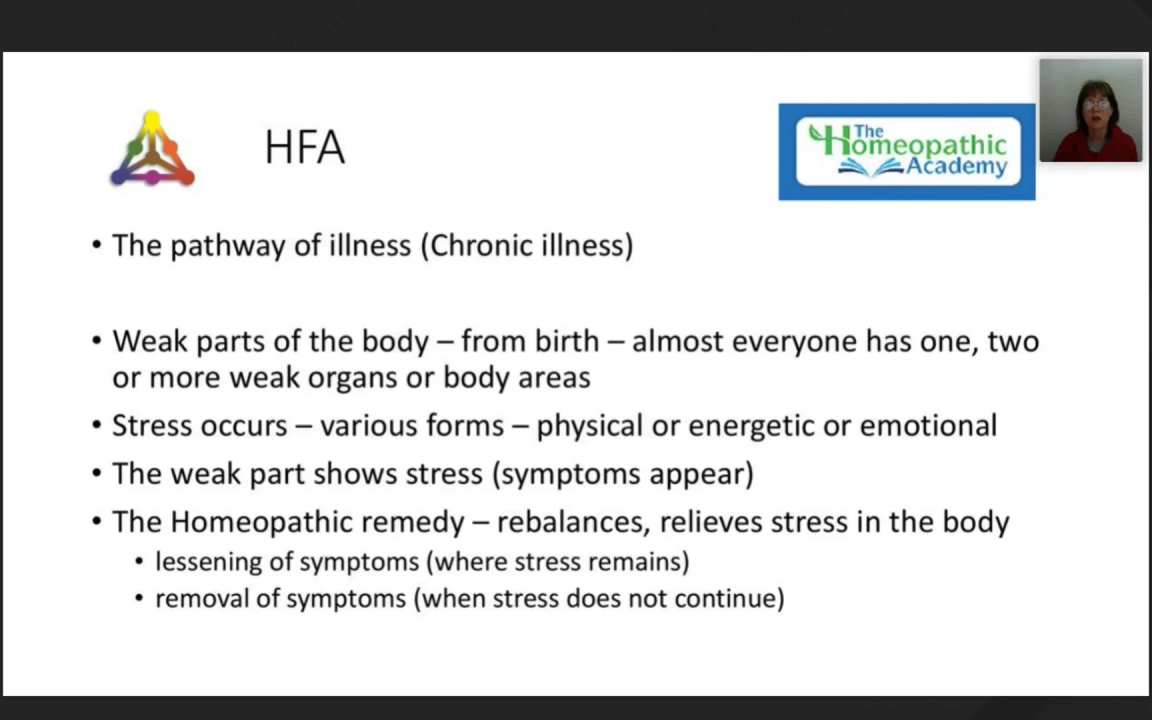 HFA
The
Homeopathic
Academy
• The pathway of illness (Chronic illness)
• Weak parts of the body – from birth – almost everyone has one, two
or more weak organs or body areas
• Stress occurs – various forms – physical or energetic or emotional
• The weak part shows stress (symptoms appear)
• The Homeopathic remedy – rebalances, relieves stress in the body
• lessening of symptoms (where stress remains)
• removal of symptoms (when stress does not continue)